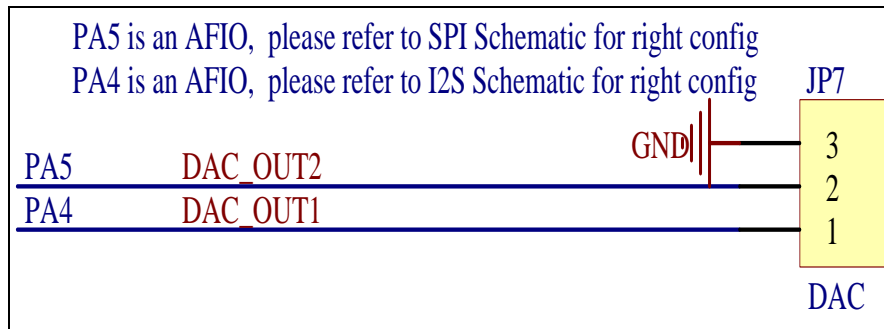 PA5 is an AFIO, please refer to SPI Schematic for right config
PA4 is an AFIO, please refer to I2S Schematic for right config
JP7
GND
3
PA5 DAC_OUT2
2
PA4 DAC_OUT1
1
DAC